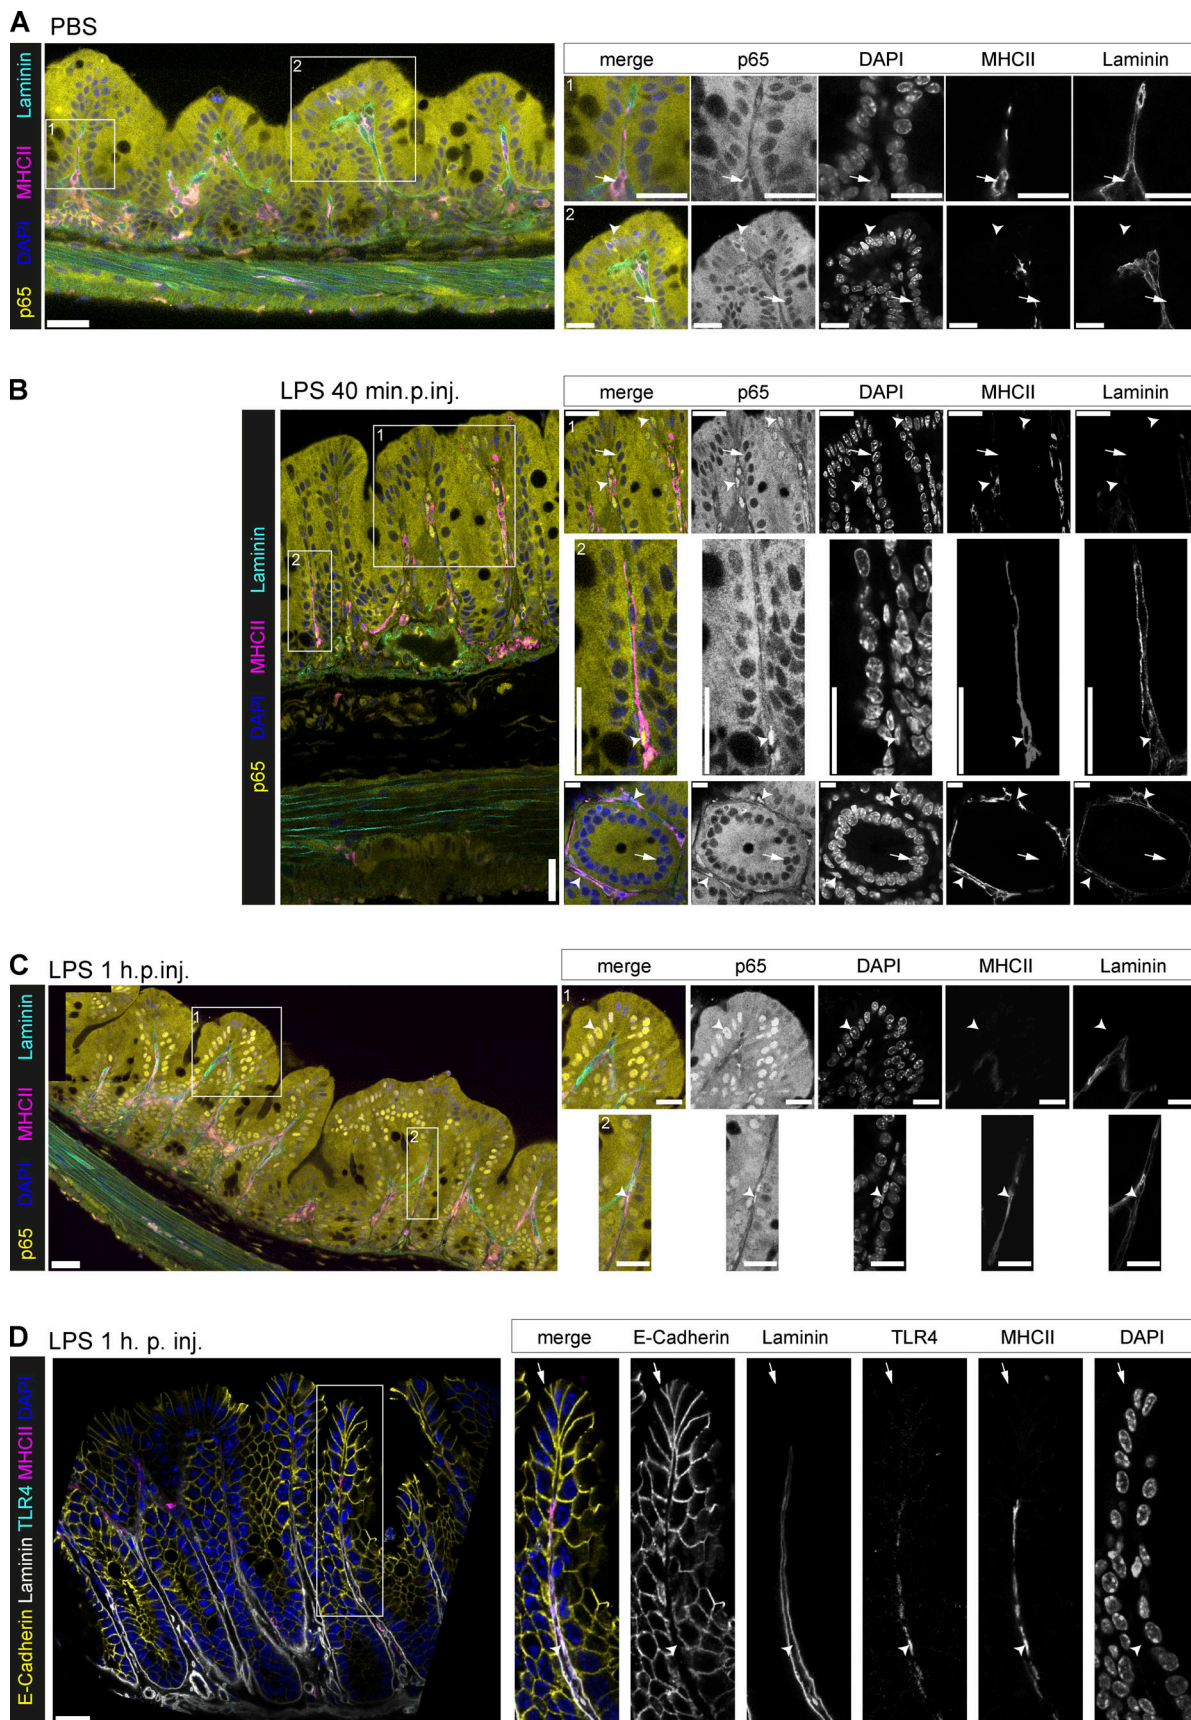 A PBS
p65 DAPI MHCII Laminin
1
2
merge p65 DAPI MHCII Laminin
1
2
B LPS 40 min.p.inj.
p65 DAPI MHCII Laminin
1
2
merge p65 DAPI MHCII Laminin
1
2
C LPS 1 h.p.inj.
p65 DAPI MHCII Laminin
1
2
merge p65 DAPI MHCII Laminin
1
2
D LPS 1 h. p. inj.
E-Cadherin Laminin TLR4 MHCII DAPI
merge E-Cadherin Laminin TLR4 MHCII DAPI